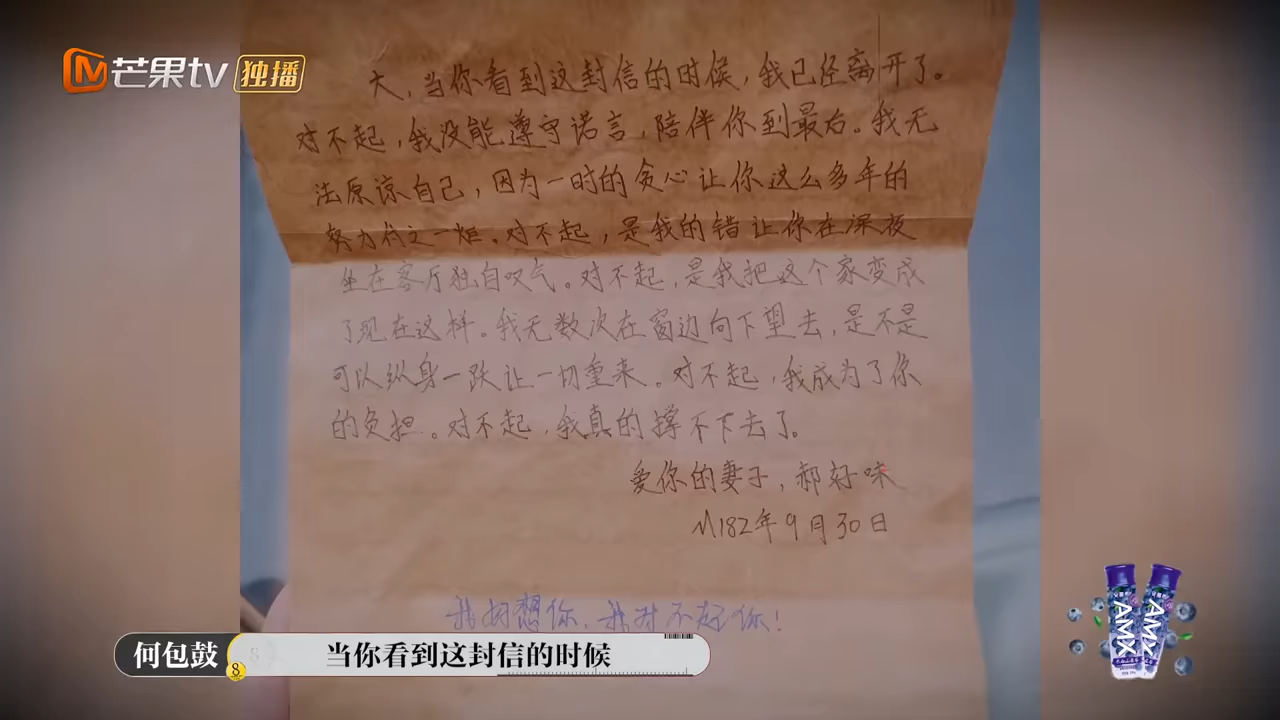 芒果tv 独播
大，当你看到这封信的时候，我已经离开了。
对不起，我没能遵守诺言，陪伴你到最后。我无
法原谅自己，因为一时的贪心让你这么多年的
努力付之一炬。对不起，是我的错让你在深夜
坐在客厅独自叹气。对不起，是我把这个家变成
了现在这样。我无数次在窗边向下望去，是不是
可以纵身一跃让一切重来。对不起，我成为了你
的负担。对不起，我真的撑不下去了。
爱你的妻子，郝好味
M182年9月30日
我好想你，我对不起你！
何包鼓
8
当你看到这封信的时候
AMX
AMX